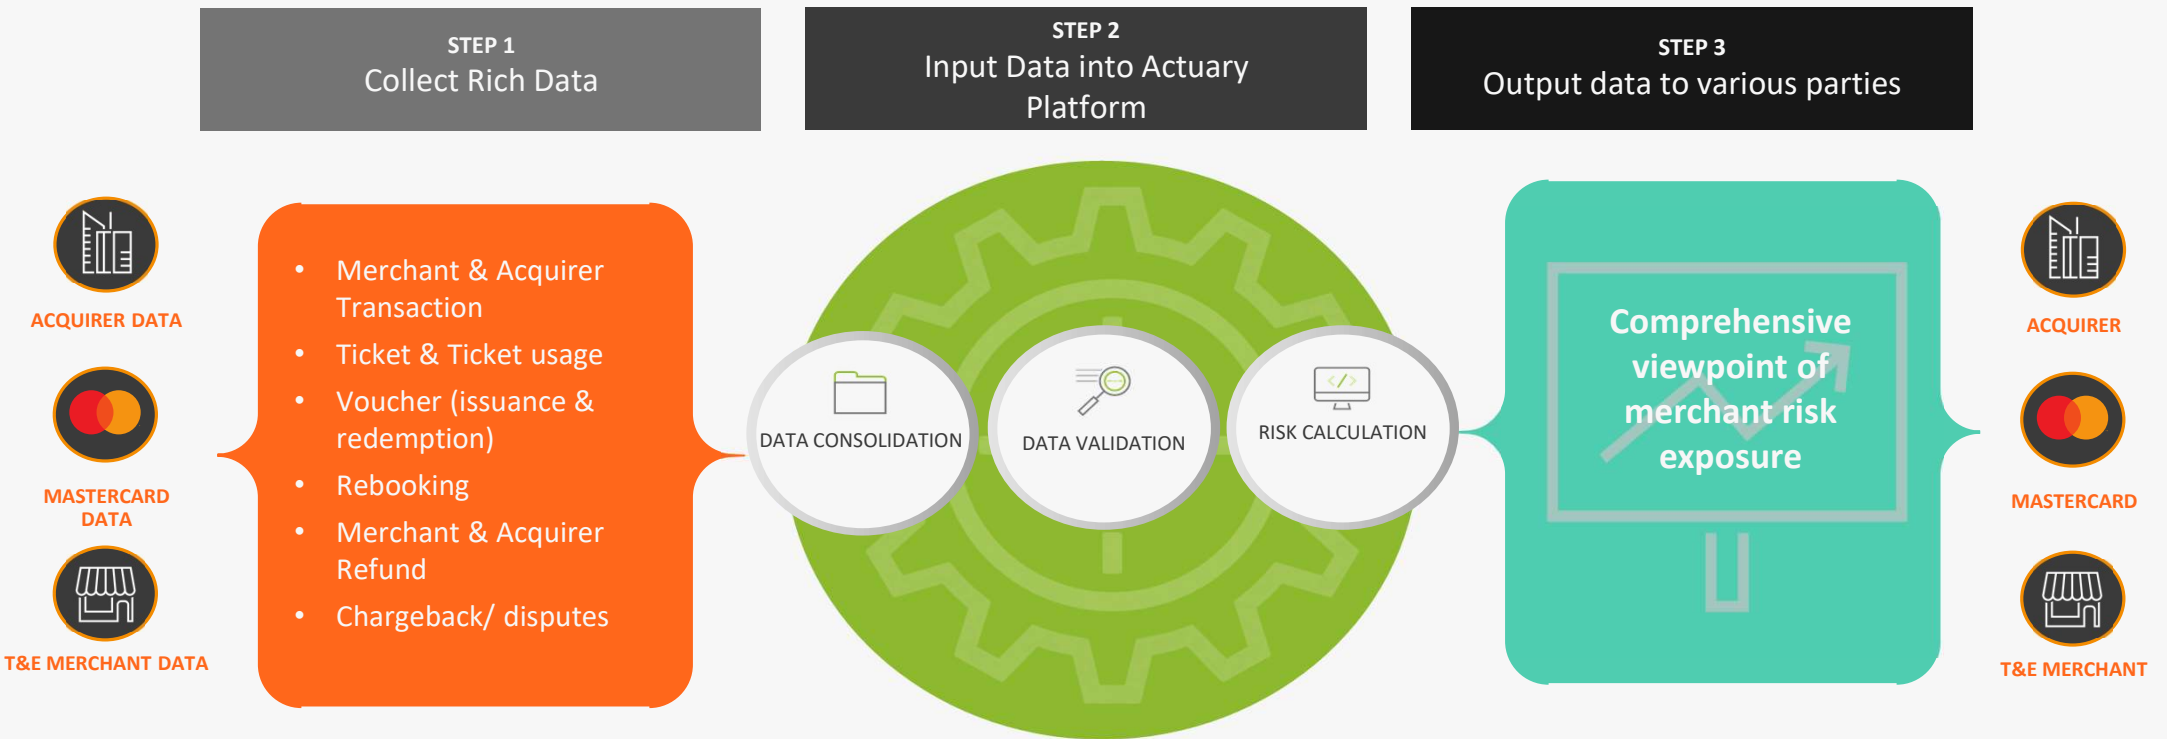 STEP 1
Collect Rich Data
STEP 2
Input Data into Actuary
Platform
STEP 3
Output data to various parties
ACQUIRER DATA
MASTERCARD
DATA
T&E MERCHANT DATA
• Merchant & Acquirer
Transaction
• Ticket & Ticket usage
• Voucher (issuance &
redemption)
• Rebooking
• Merchant & Acquirer
Refund
• Chargeback/ disputes
DATA CONSOLIDATION
DATA VALIDATION
</>
RISK CALCULATION
Comprehensive
viewpoint of
merchant risk
exposure
ACQUIRER
MASTERCARD
T&E MERCHANT